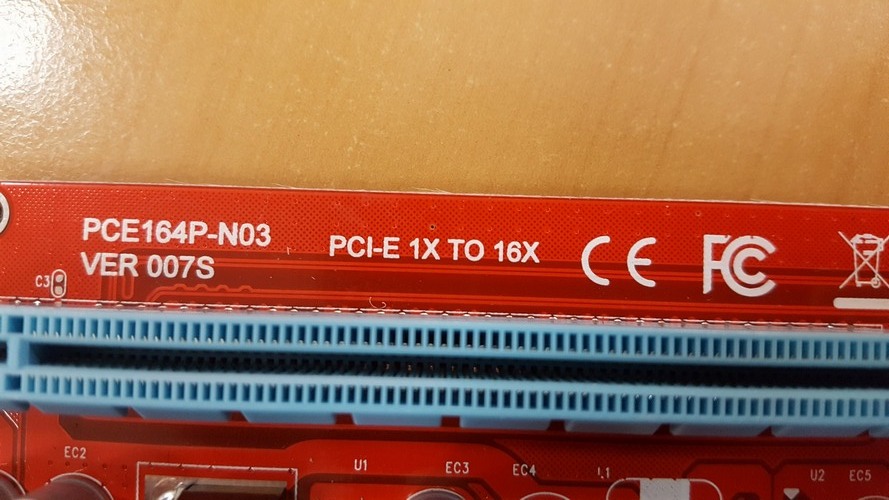 PCE164P-N03
VER 007S
PCI-E 1X TO 16X
CE
FC
C3
EC2
U1
EC3
EC4
L1
U2
EC5